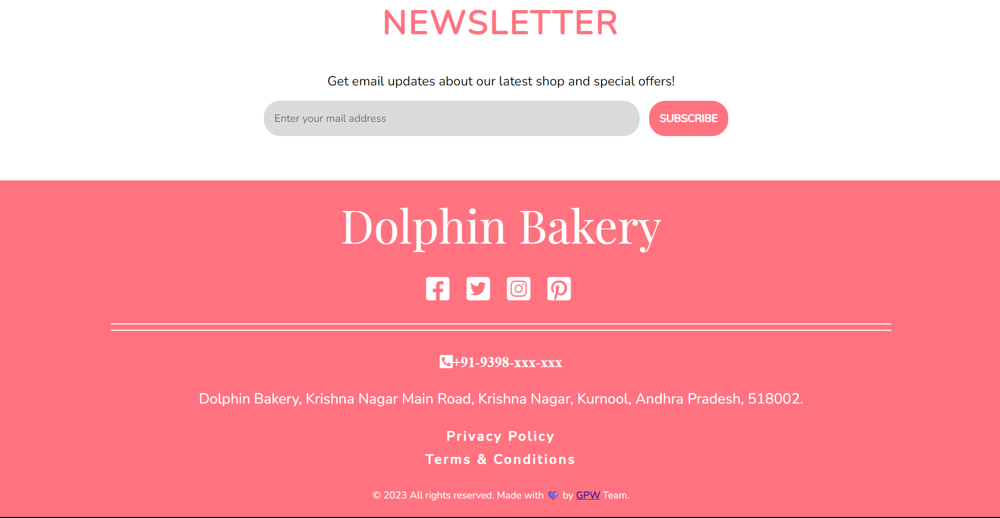 NEWSLETTER
Get email updates about our latest shop and special offers!
Enter your mail address
SUBSCRIBE
Dolphin Bakery
+91-9398-xxx-xxx
Dolphin Bakery, Krishna Nagar Main Road, Krishna Nagar, Kurnool, Andhra Pradesh, 518002.
Privacy Policy
Terms & Conditions
© 2023 All rights reserved. Made with 💜 by GPW Team.